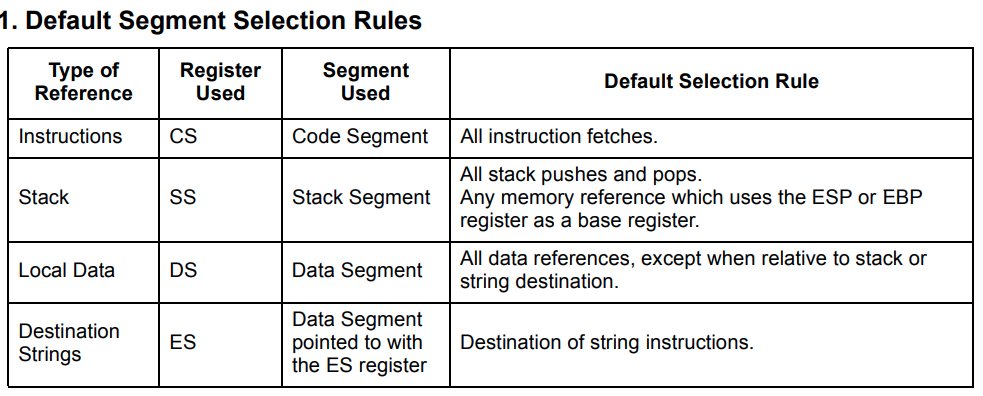 1. Default Segment Selection Rules
Type of
Reference
Register
Used
Segment
Used
Default Selection Rule
Instructions
CS
Code Segment
All instruction fetches.
Stack
SS
Stack Segment
All stack pushes and pops.
Any memory reference which uses the ESP or EBP
register as a base register.
Local Data
DS
Data Segment
All data references, except when relative to stack or
string destination.
Destination
Strings
ES
Data Segment
pointed to with
the ES register
Destination of string instructions.